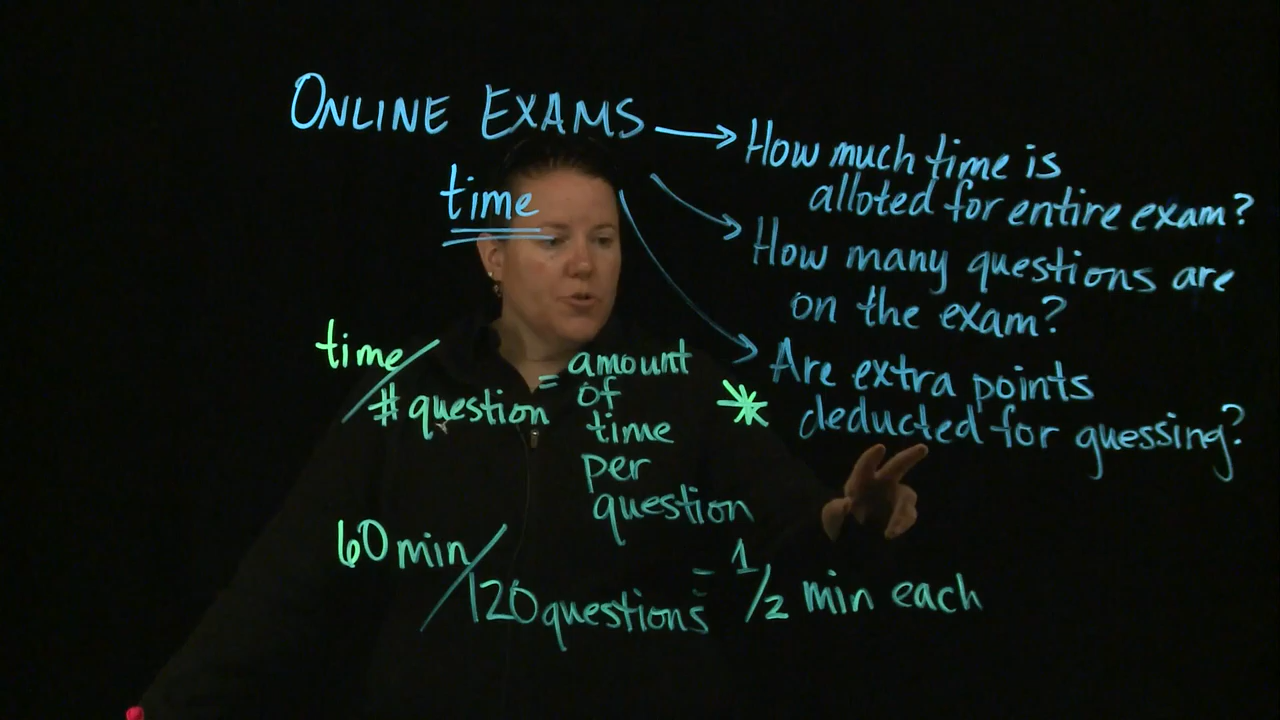 ONLINE EXAMS
time
How much time is
alloted for entire exam?
How many questions are
on the exam?
* Are extra points
deducted for guessing?
time/# question = amount
of
time
per
question
60 min/120 questions = 1/2 min each